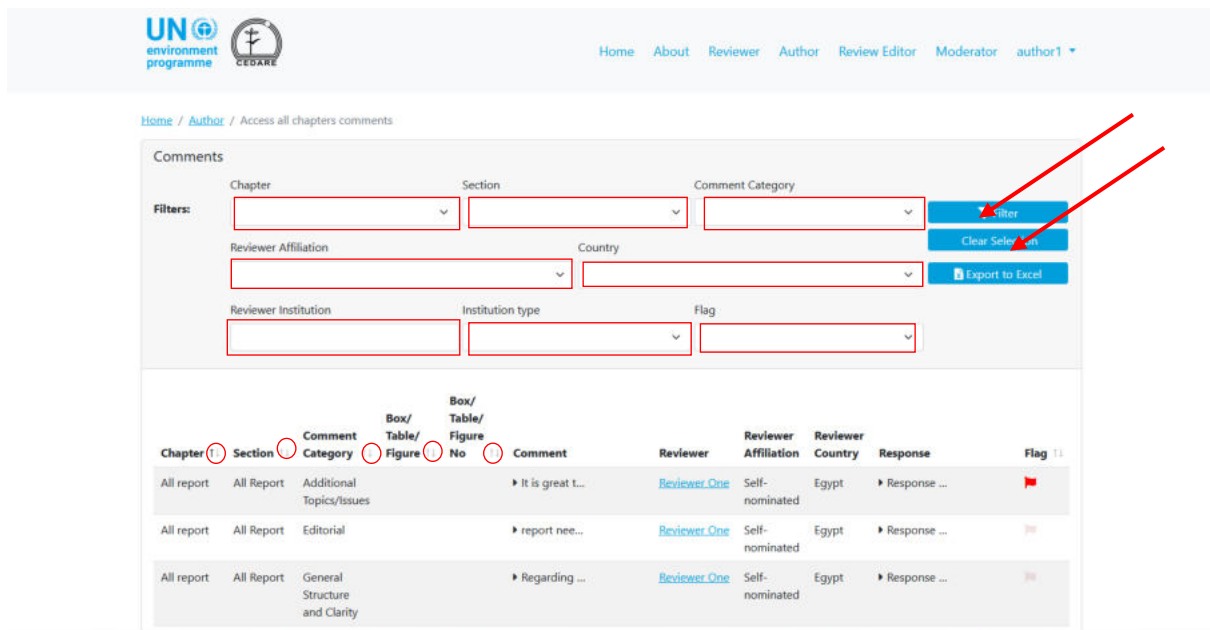 UN
environment
programme
CEDARE
Home About Reviewer Author Review Editor Moderator author1
Home / Author / Access all chapters comments
Comments
Chapter Section Comment Category
Filters:
Filter
Reviewer Affiliation Country
Clear Selection
Export to Excel
Reviewer Institution Institution type Flag
Box/
Box/ Table/
Comment Table/ Figure Reviewer Reviewer
Chapter Section Category Figure No Comment Reviewer Affiliation Country Response Flag
All report All Report Additional It is great t... Reviewer One Self- Egypt Response ...
Topics/Issues nominated
All report All Report Editorial report nee... Reviewer One Self- Egypt Response ...
nominated
All report All Report General Regarding ... Reviewer One Self- Egypt Response ...
Structure nominated
and Clarity